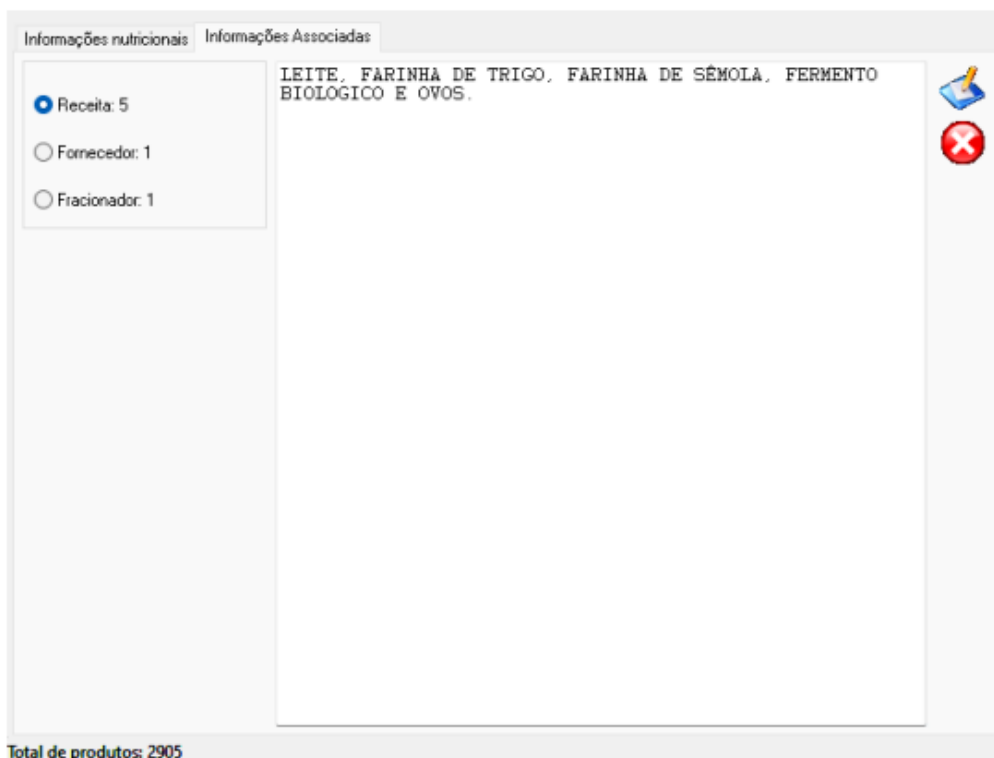 Informações nutricionais Informações Associadas
Receita: 5
Fornecedor: 1
Fracionador: 1
LEITE, FARINHA DE TRIGO, FARINHA DE SÊMOLA, FERMENTO
BIOLOGICO E OVOS.
Total de produtos: 2905